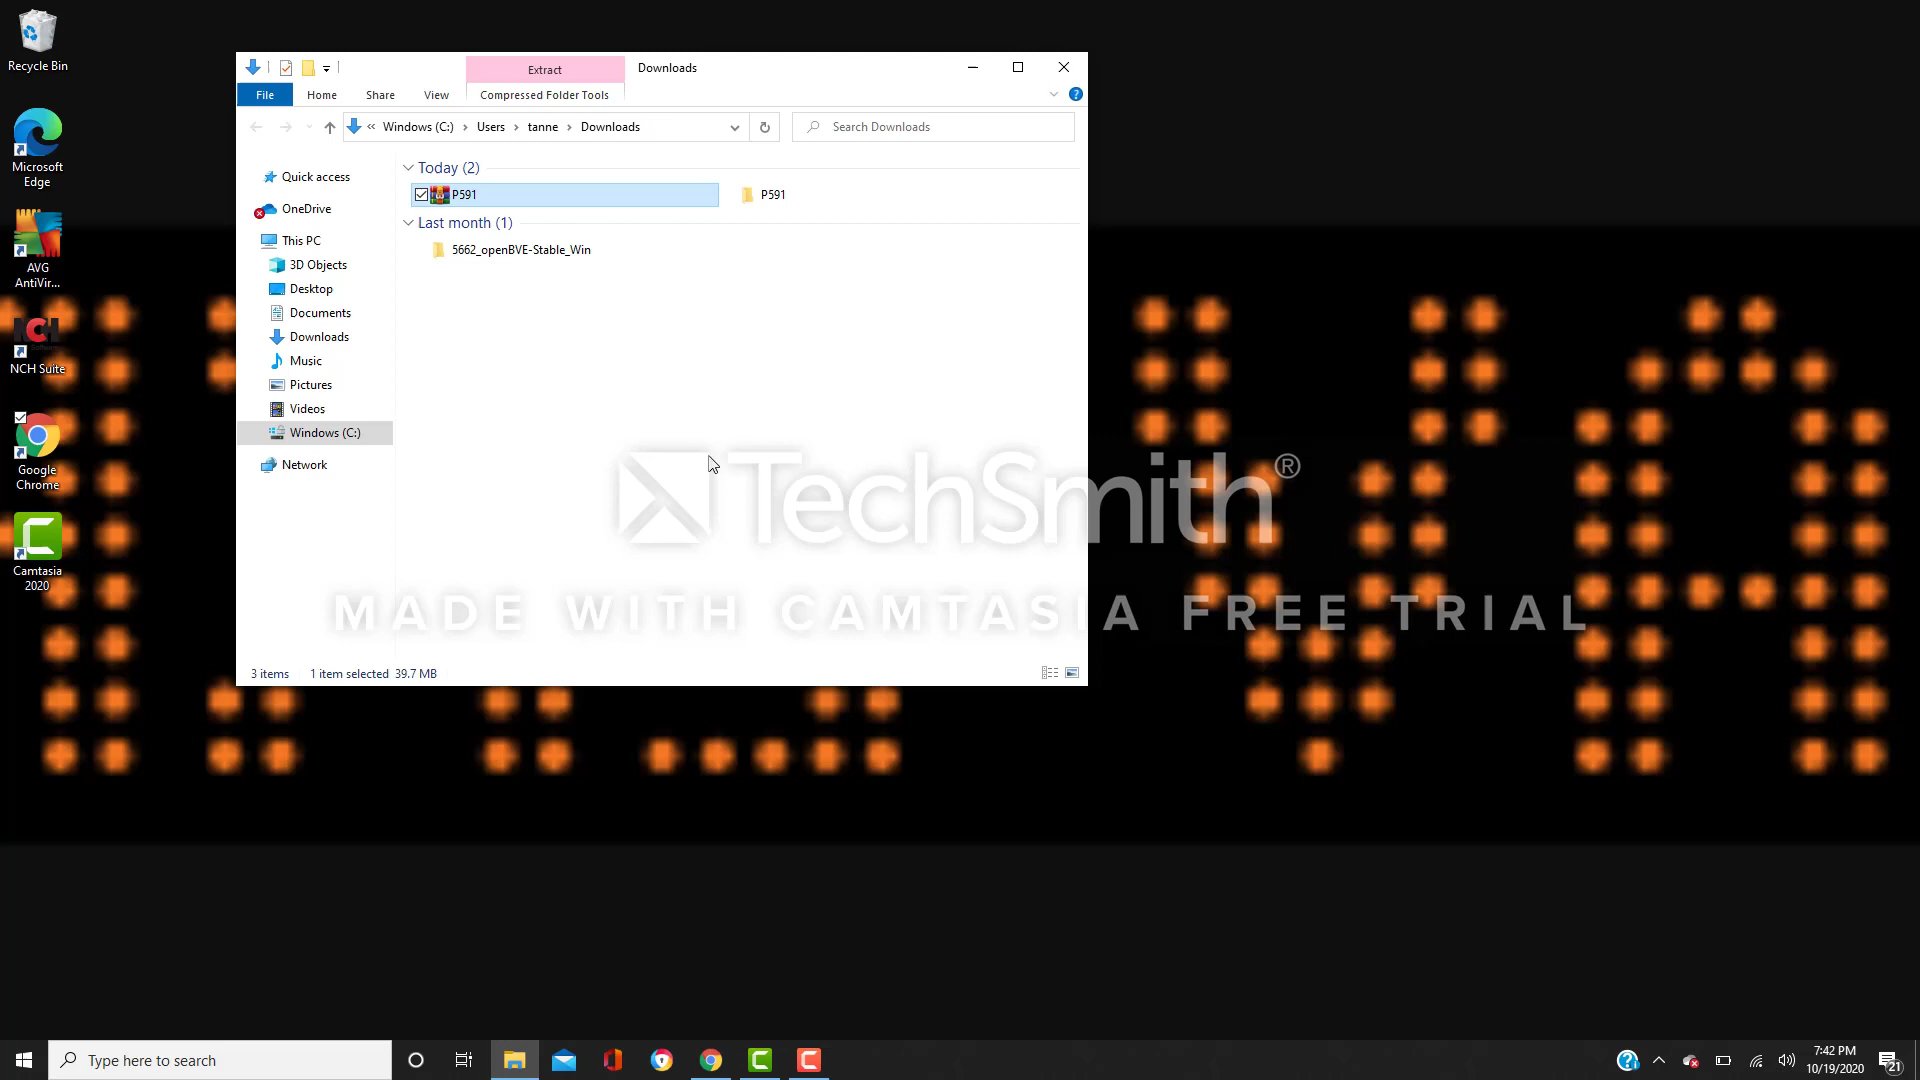 Recycle Bin
Microsoft
Edge
AVG
AntiVir...
NCH Suite
Google
Chrome
Camtasia
2020
Extract
Downloads
File
Home
Share
View
Compressed Folder Tools
« Windows (C:) › Users › tanne › Downloads
Search Downloads
Quick access
OneDrive
This PC
3D Objects
Desktop
Documents
Downloads
Music
Pictures
Videos
Windows (C:)
Network
Today (2)
P591
P591
Last month (1)
5662_openBVE-Stable_Win
TechSmith®
MADE WITH CAMTASIA FREE TRIAL
3 items
1 item selected 39.7 MB
Type here to search
7:42 PM
10/19/2020
21